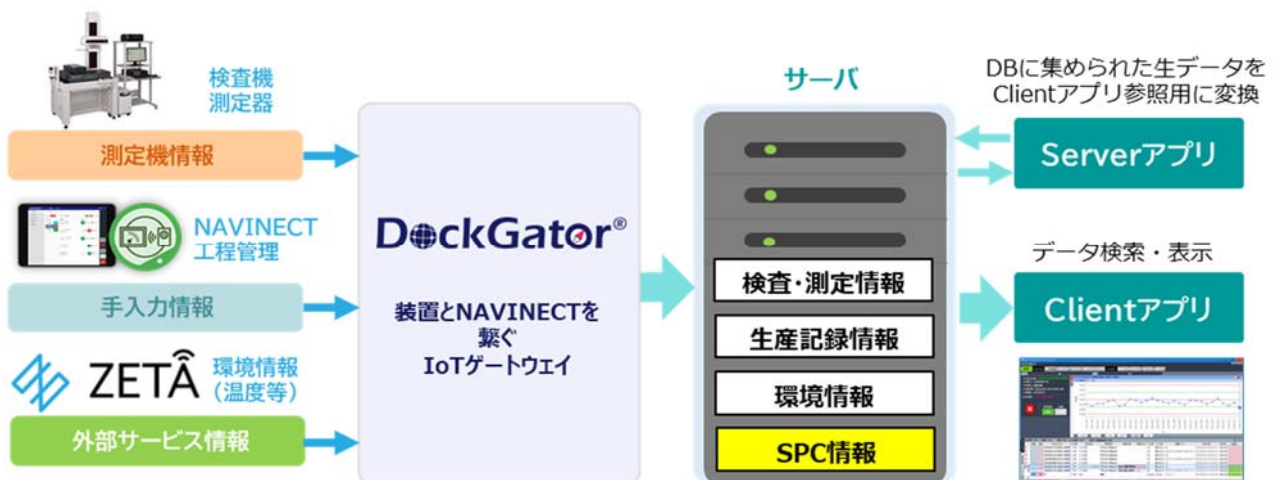 検査機
測定器
測定機情報
NAVINECT
工程管理
手入力情報
ZETA
環境情報
（温度等）
外部サービス情報
DockGator®
装置とNAVINECTを
繋ぐ
IoTゲートウェイ
サーバ
検査・測定情報
生産記録情報
環境情報
SPC情報
DBに集められた生データを
Clientアプリ参照用に変換
Serverアプリ
データ検索・表示
Clientアプリ